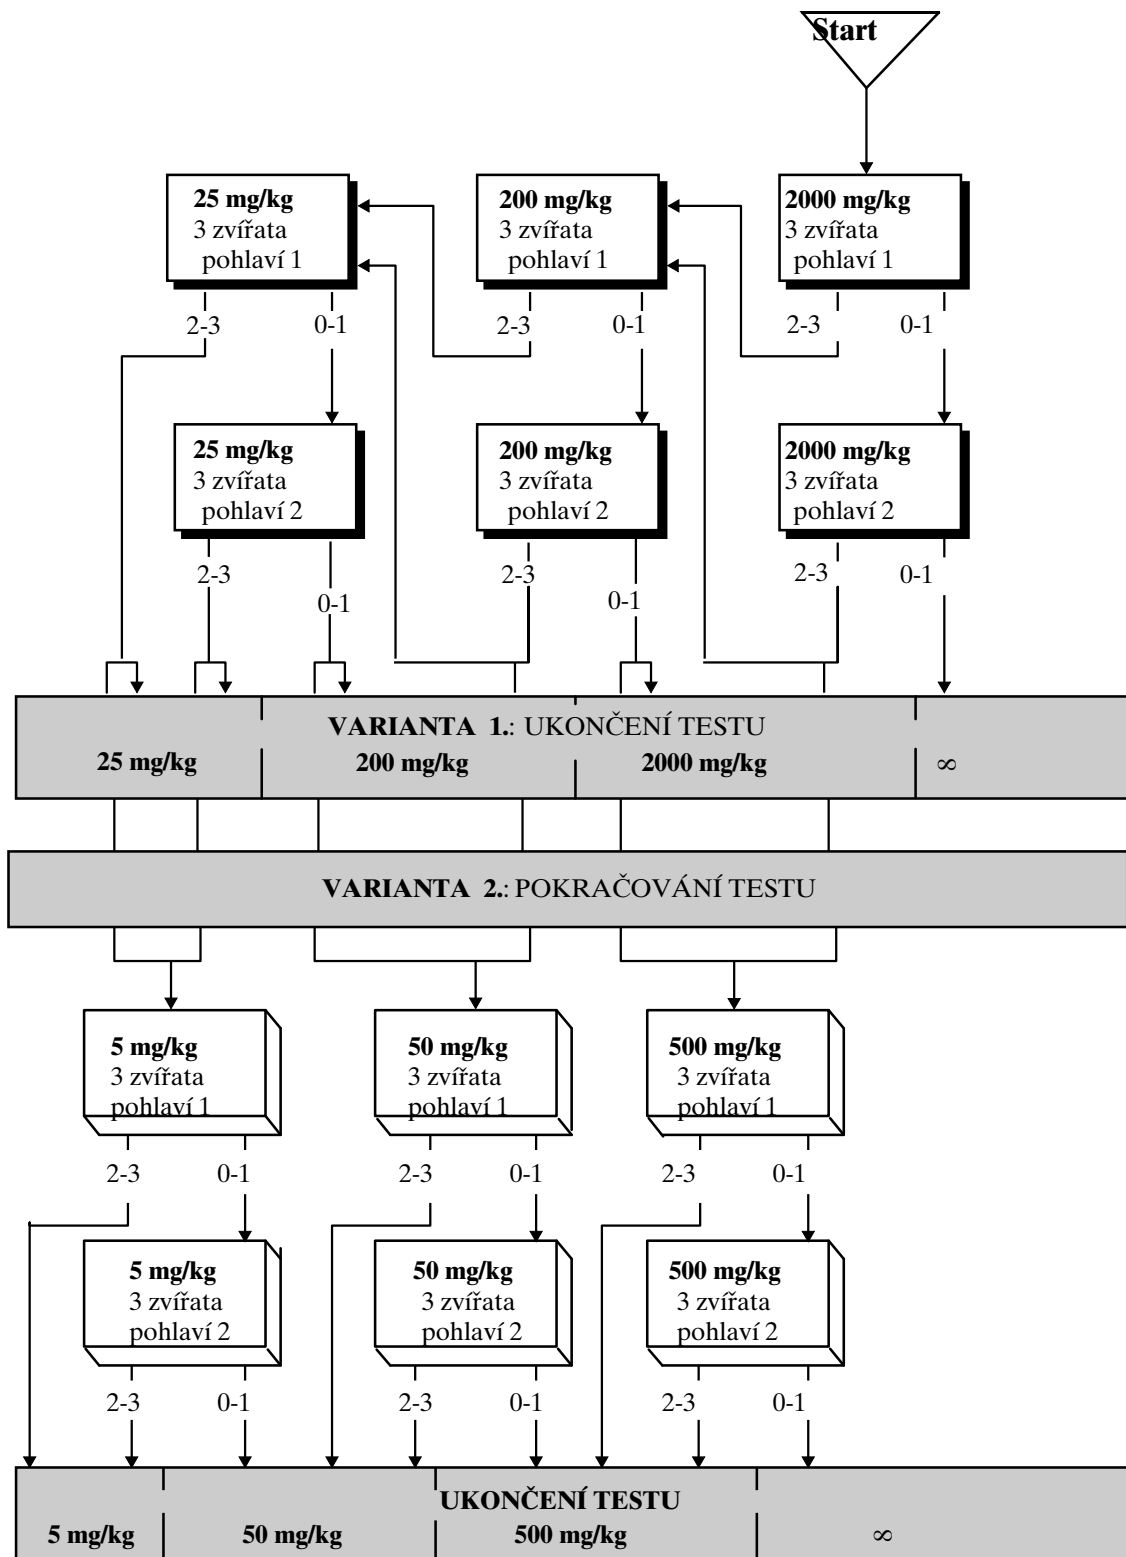 Start
25 mg/kg
3 zvířata
pohlaví 1
200 mg/kg
3 zvířata
pohlaví 1
2000 mg/kg
3 zvířata
pohlaví 1
2-3
0-1
2-3
0-1
2-3
0-1
25 mg/kg
3 zvířata
pohlaví 2
200 mg/kg
3 zvířata
pohlaví 2
2000 mg/kg
3 zvířata
pohlaví 2
2-3
0-1
2-3
0-1
2-3
0-1
VARIANTA 1.: UKONČENÍ TESTU
25 mg/kg 200 mg/kg 2000 mg/kg ∞
VARIANTA 2.: POKRAČOVÁNÍ TESTU
5 mg/kg
3 zvířata
pohlaví 1
50 mg/kg
3 zvířata
pohlaví 1
500 mg/kg
3 zvířata
pohlaví 1
2-3
0-1
2-3
0-1
2-3
0-1
5 mg/kg
3 zvířata
pohlaví 2
50 mg/kg
3 zvířata
pohlaví 2
500 mg/kg
3 zvířata
pohlaví 2
2-3
0-1
2-3
0-1
2-3
0-1
UKONČENÍ TESTU
5 mg/kg 50 mg/kg 500 mg/kg ∞